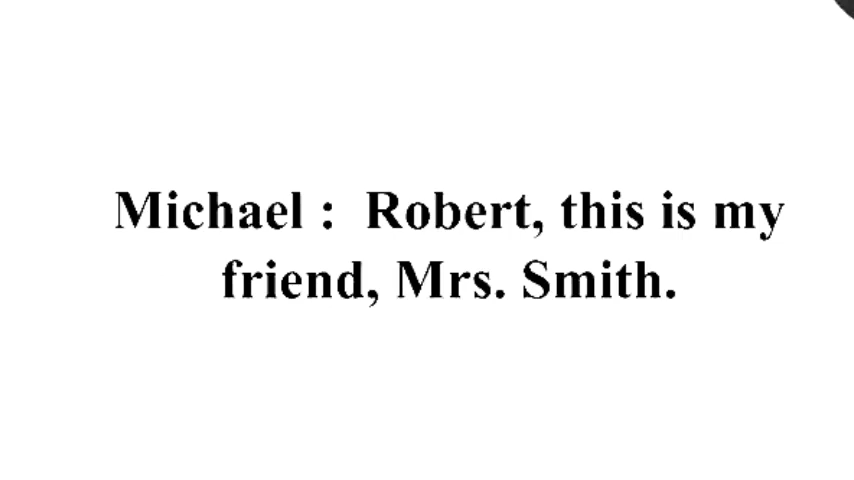 Michael :  Robert, this is my
friend, Mrs. Smith.